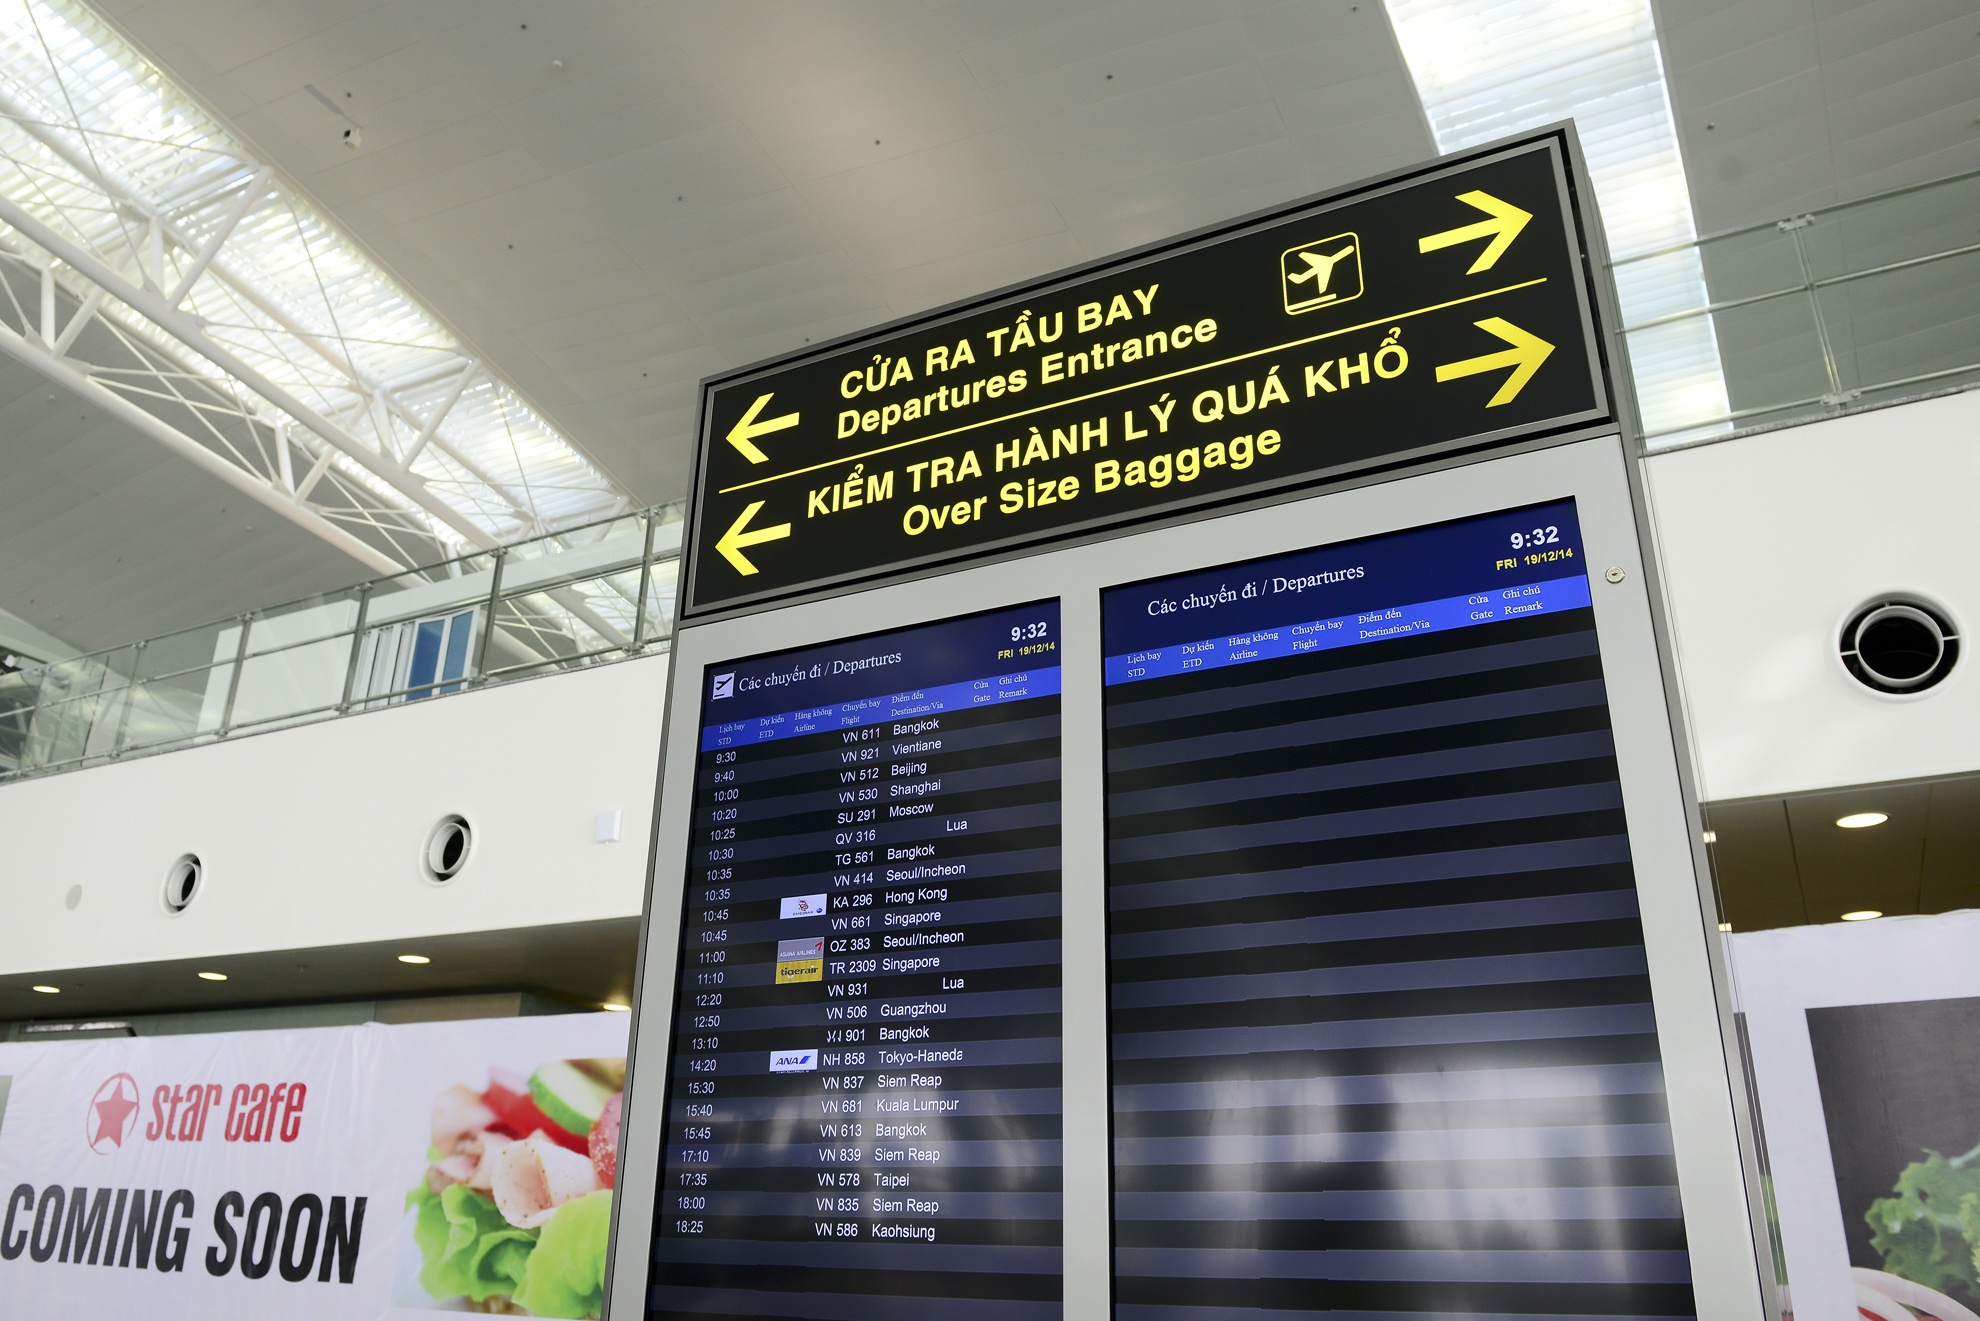 CỬA RA TẦU BAY
Departures Entrance
KIỂM TRA HÀNH LÝ QUÁ KHỔ
Over Size Baggage
Các chuyến đi / Departures
9:32
FRI 19/12/14
Lịch bay Dự kiến Hàng không Chuyến bay Điểm đến Cửa Ghi chú
STD ETD Airline Flight Destination/Via Gate Remark
9:30 VN 611 Bangkok
9:40 VN 921 Vientiane
10:00 VN 512 Beijing
10:20 VN 530 Shanghai
10:25 SU 291 Moscow
10:30 QV 316 Lua
10:35 TG 561 Bangkok
10:35 VN 414 Seoul/Incheon
10:45 KA 296 Hong Kong
10:45 VN 661 Singapore
11:00 ASIANA AIRLINES OZ 383 Seoul/Incheon
11:10 tigerair TR 2309 Singapore
12:20 VN 931 Lua
12:50 VN 506 Guangzhou
13:10 VJ 901 Bangkok
14:20 ANA NH 858 Tokyo-Haneda
15:30 VN 837 Siem Reap
15:40 VN 681 Kuala Lumpur
15:45 VN 613 Bangkok
17:10 VN 839 Siem Reap
17:35 VN 578 Taipei
18:00 VN 835 Siem Reap
18:25 VN 586 Kaohsiung
Các chuyến đi / Departures
9:32
FRI 19/12/14
Lịch bay Dự kiến Hàng không Chuyến bay Điểm đến Cửa Ghi chú
STD ETD Airline Flight Destination/Via Gate Remark
star cafe
COMING SOON